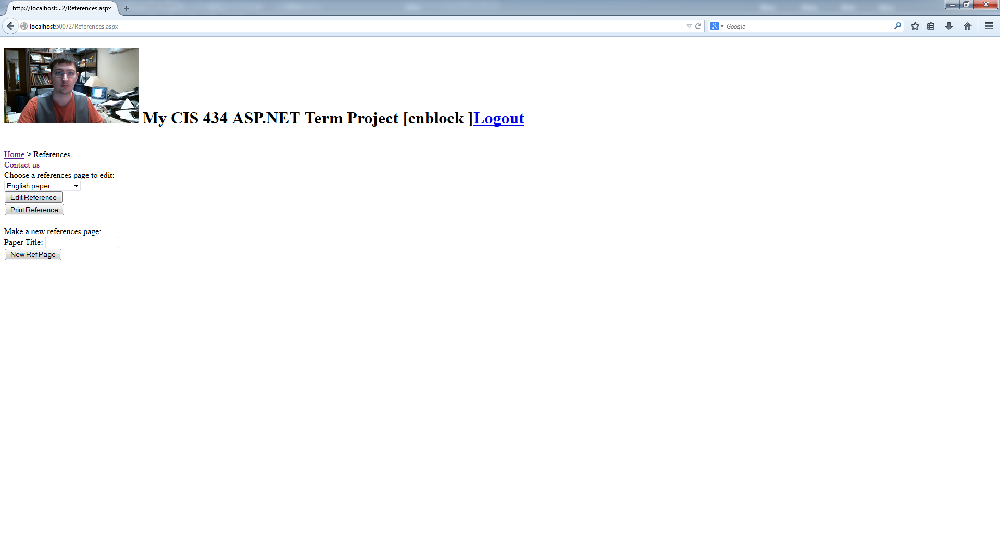 http://localhost:...2/References.aspx
localhost:50072/References.aspx
Google
My CIS 434 ASP.NET Term Project [cnblock ]Logout
Home > References
Contact us
Choose a references page to edit:
English paper
Edit Reference
Print Reference
Make a new references page:
Paper Title:
New Ref Page